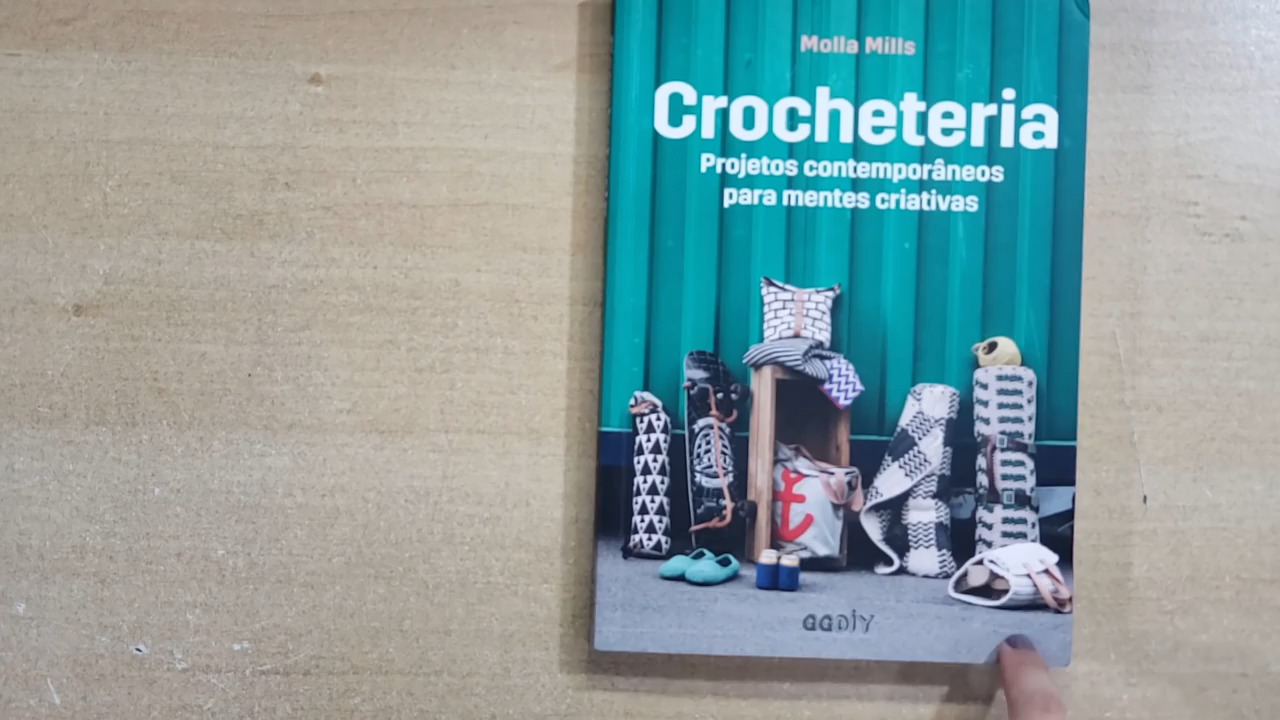 Molla Mills
Crocheteria
Projetos contemporâneos
para mentes criativas
GGDIY